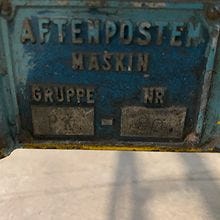 AFTENPOSTEN
MASKIN
GRUPPE NR
-